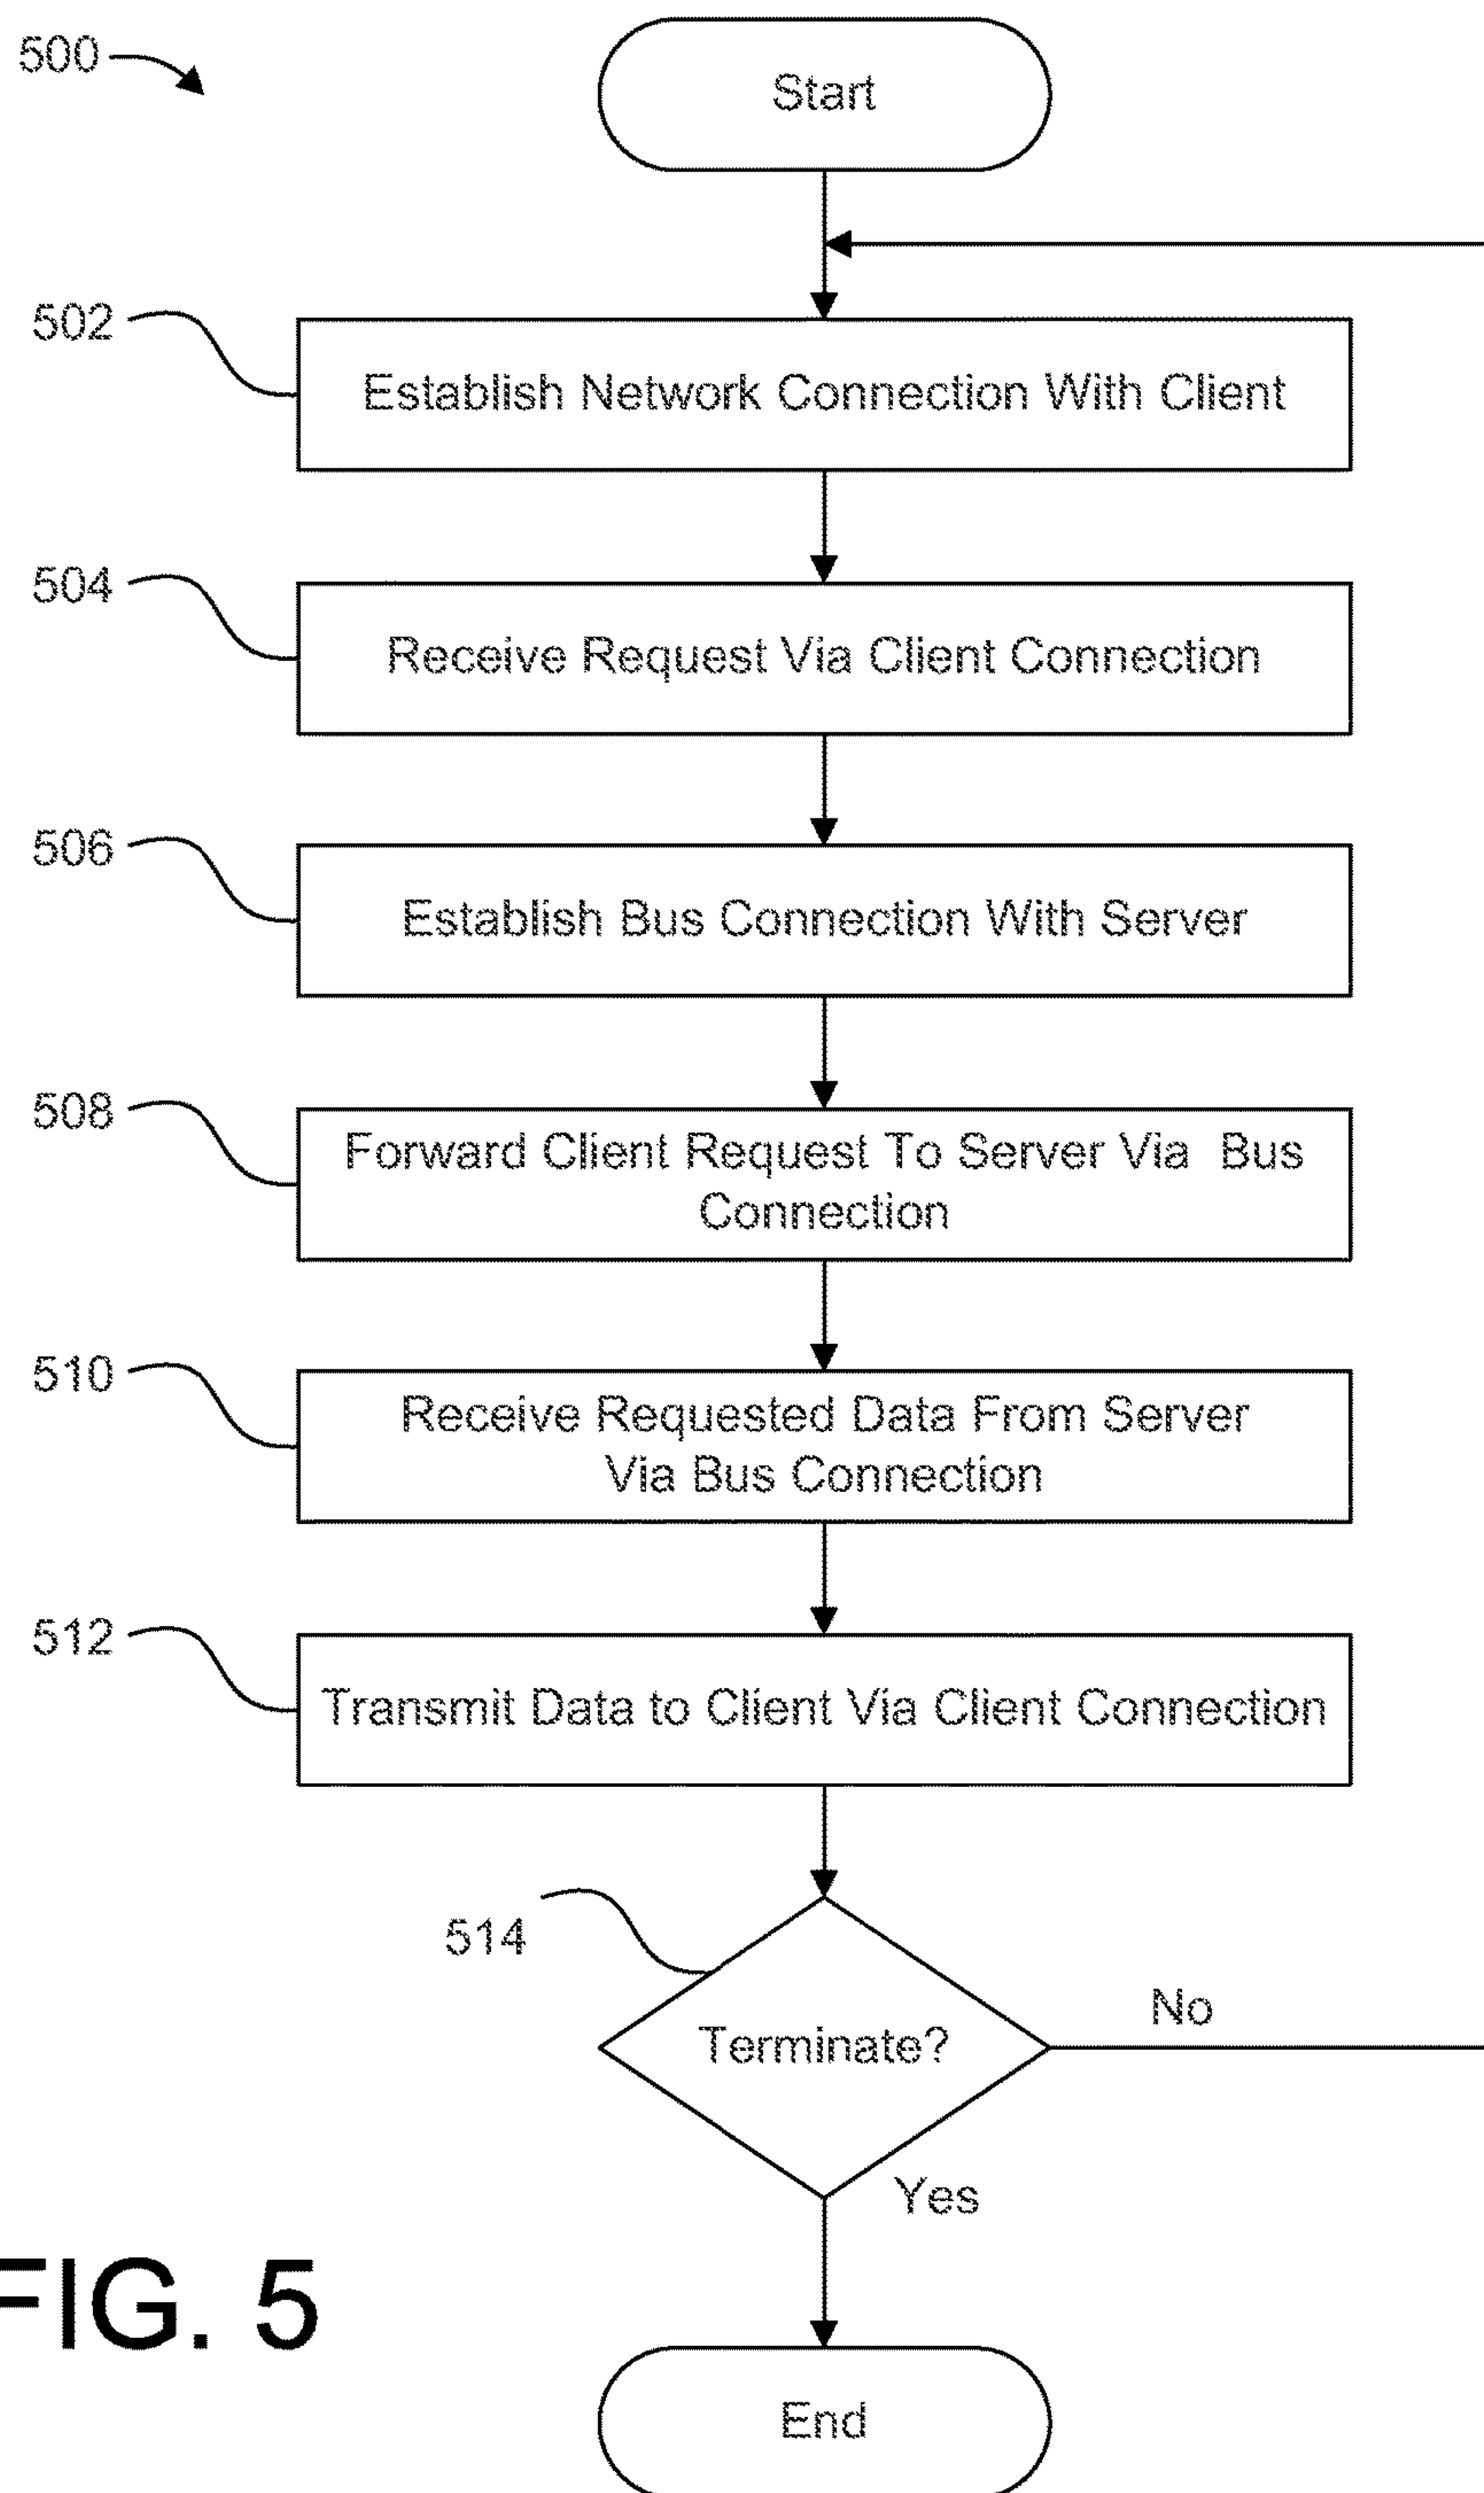 500
Start
502
Establish Network Connection With Client
504
Receive Request Via Client Connection
506
Establish Bus Connection With Server
508
Forward Client Request To Server Via Bus
Connection
510
Receive Requested Data From Server
Via Bus Connection
512
Transmit Data to Client Via Client Connection
514
Terminate?
No
Yes
FIG. 5
End